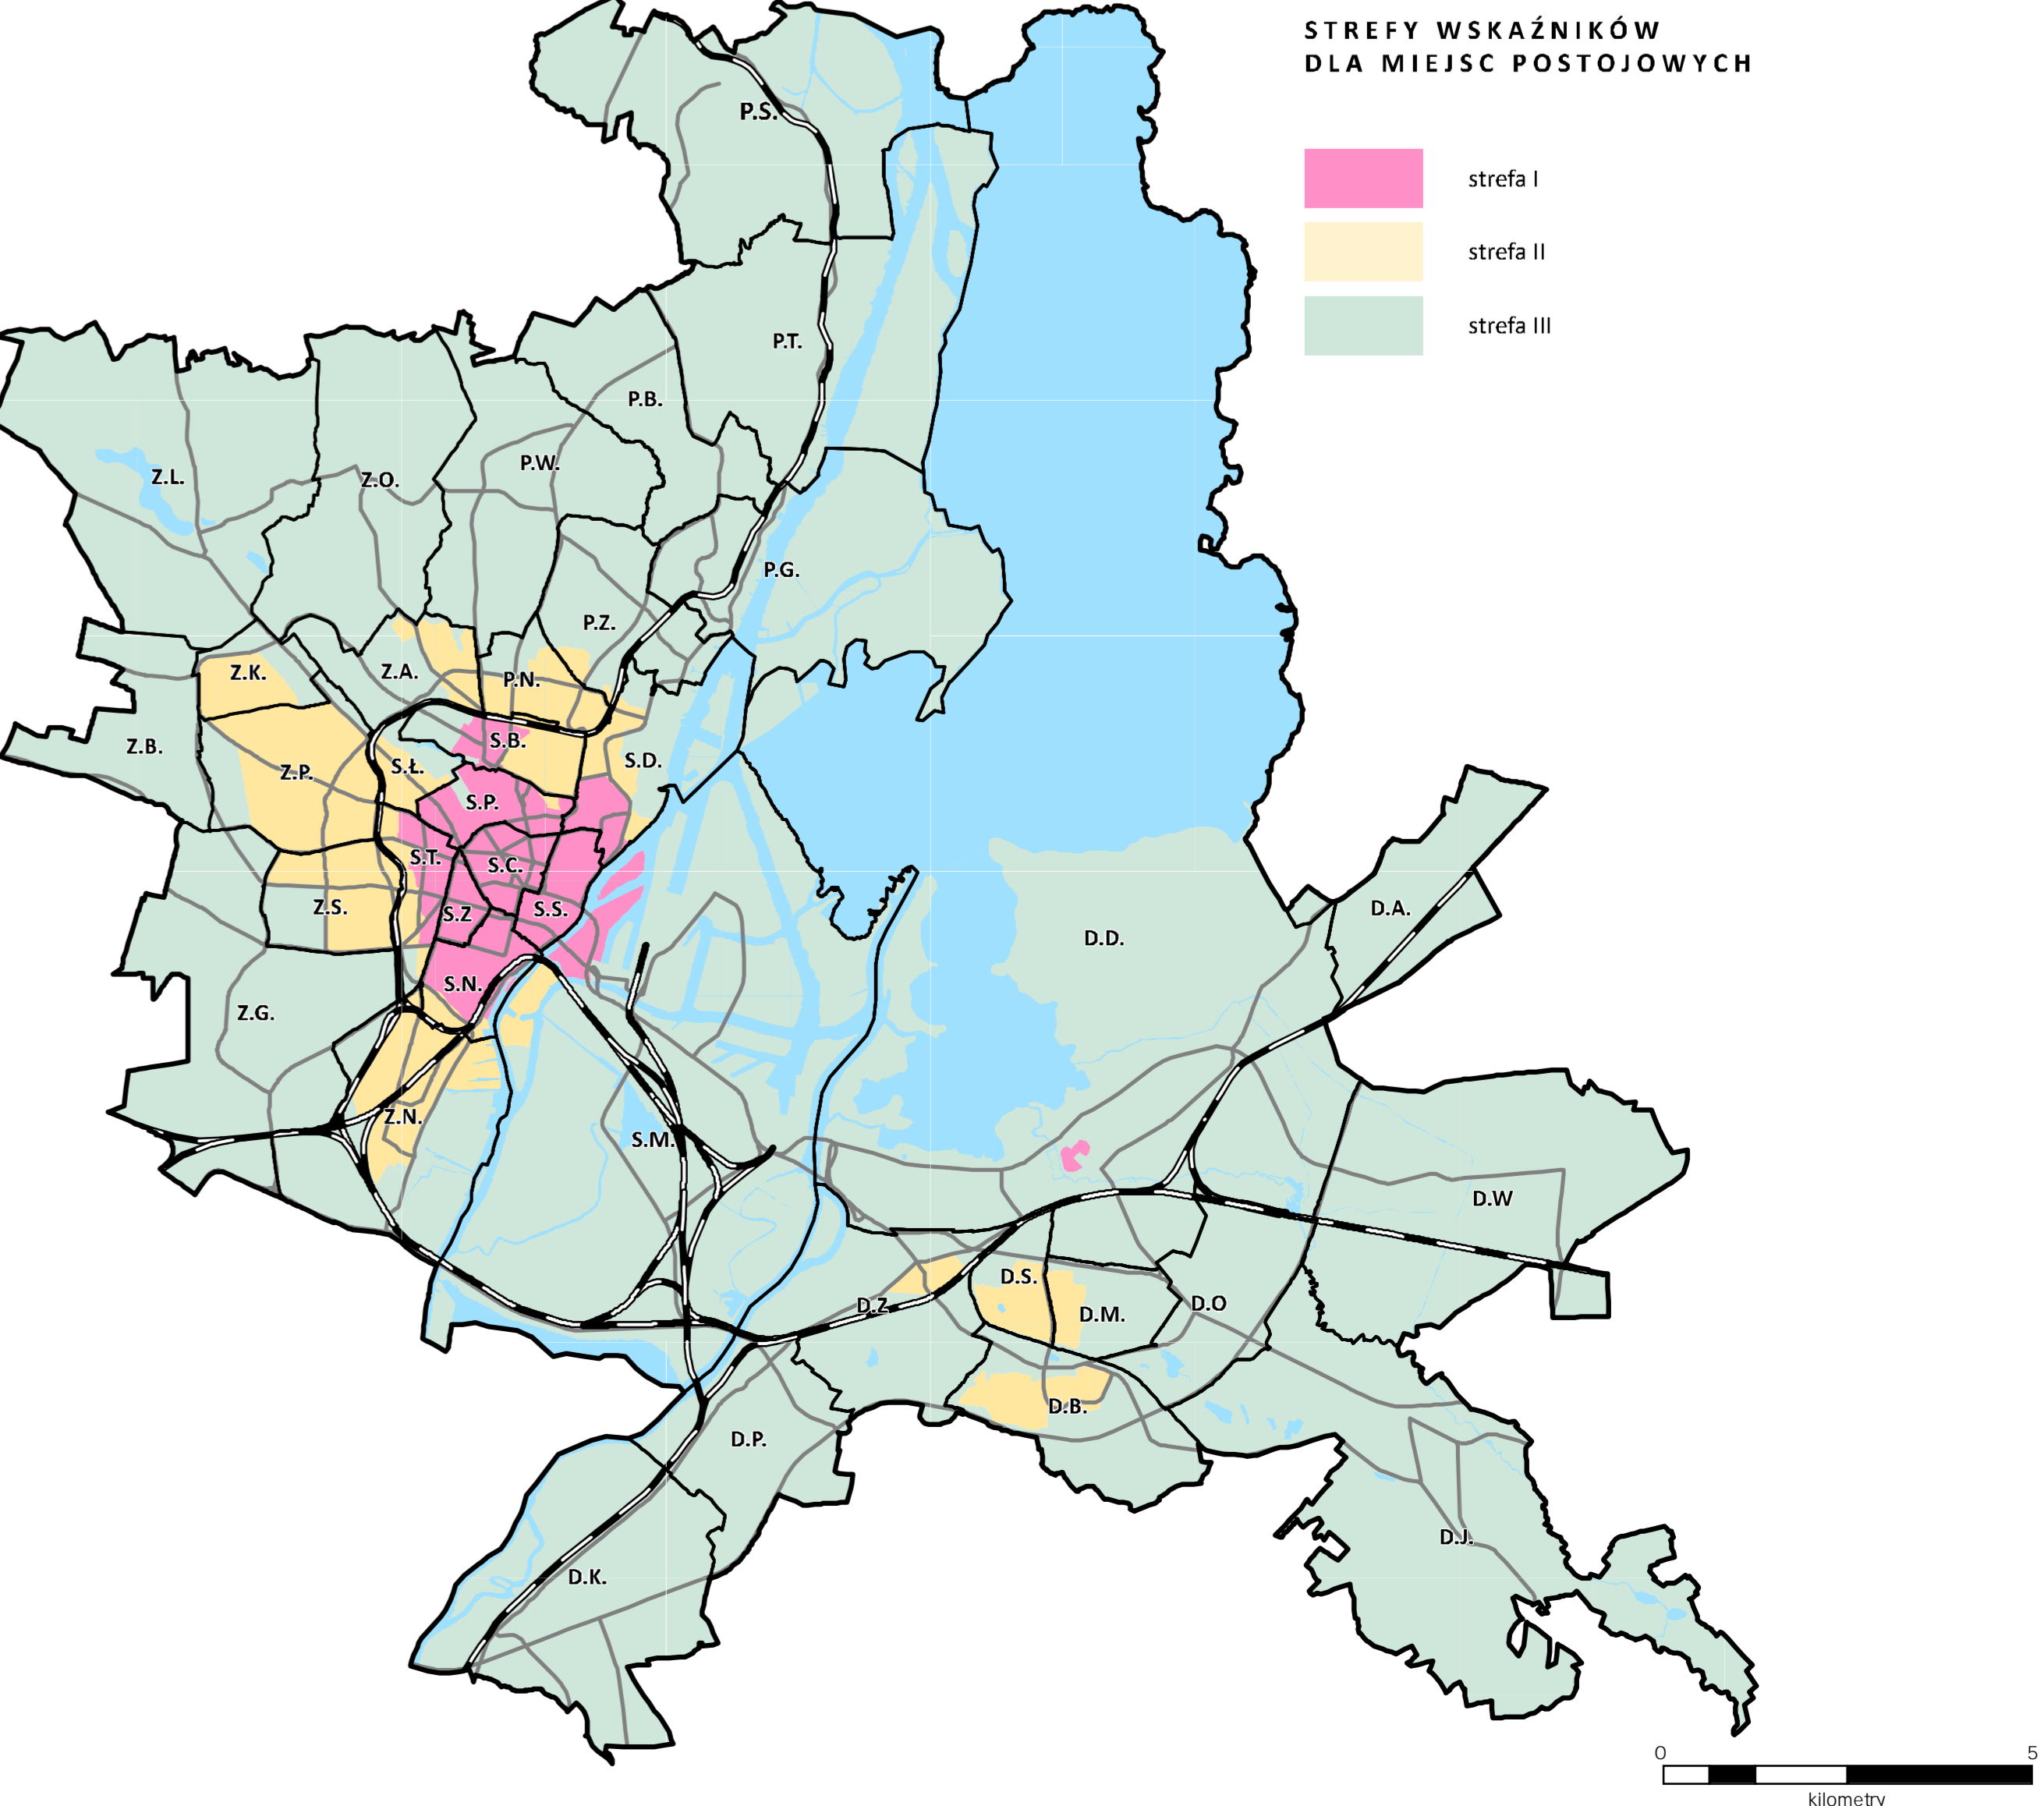 STREFY WSKAŹNIKÓW
DLA MIEJSC POSTOJOWYCH
strefa I
strefa II
strefa III
P.S.
P.T.
P.B.
P.W.
Z.L.
Z.O.
P.G.
P.Z.
Z.K.
Z.A.
P.N.
Z.B.
S.B.
S.D.
Z.P.
S.Ł.
S.P.
S.T.
S.C.
Z.S.
S.Z
S.S.
D.A.
D.D.
S.N.
Z.G.
Z.N.
S.M.
D.W
D.S.
D.Z
D.M.
D.O
D.B.
D.P.
D.J.
D.K.
0 5
kilometry